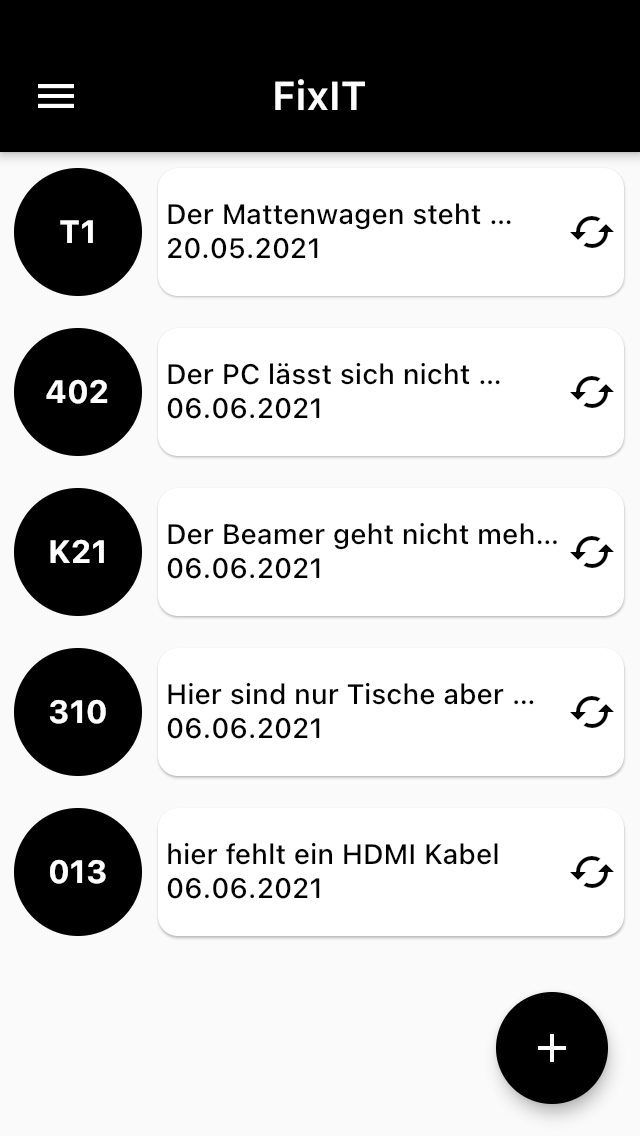 FixIT
T1
Der Mattenwagen steht ...
20.05.2021
402
Der PC lässt sich nicht ...
06.06.2021
K21
Der Beamer geht nicht meh...
06.06.2021
310
Hier sind nur Tische aber ...
06.06.2021
013
hier fehlt ein HDMI Kabel
06.06.2021